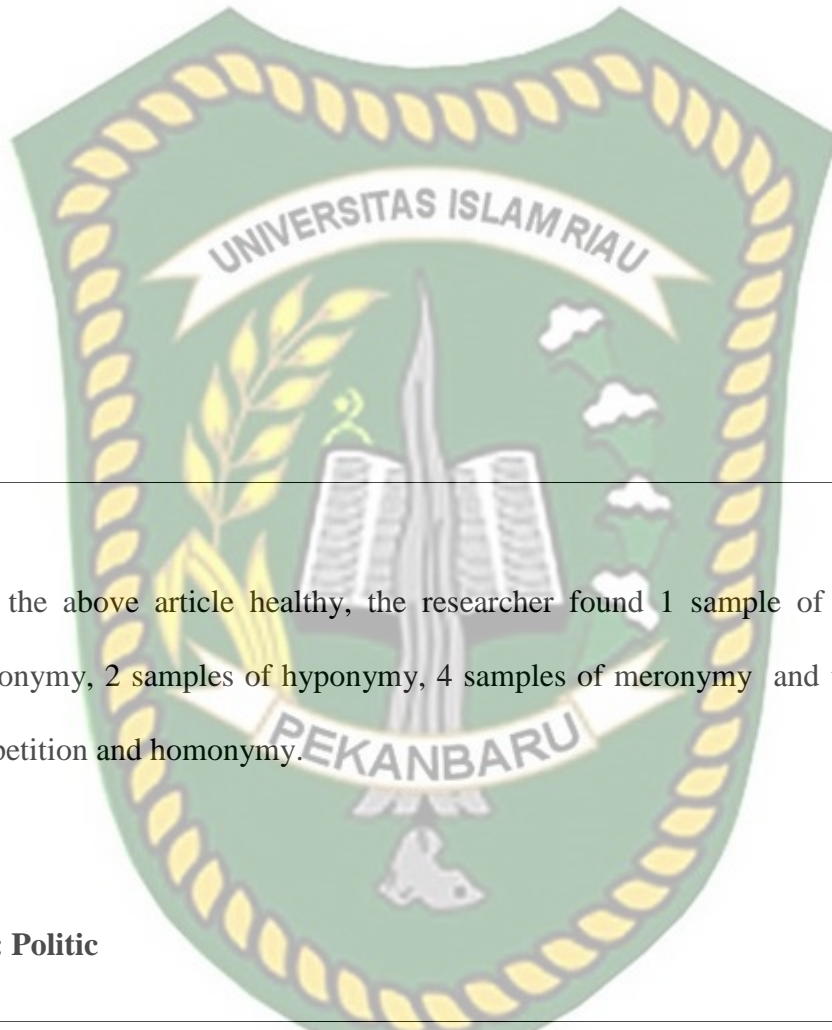 UNIVERSITAS ISLAM RIAU
the above article healthy, the researcher found 1 sample of
onymy, 2 samples of hyponymy, 4 samples of meronymy and
petition and homonymy.
PEKANBARU
: Politic